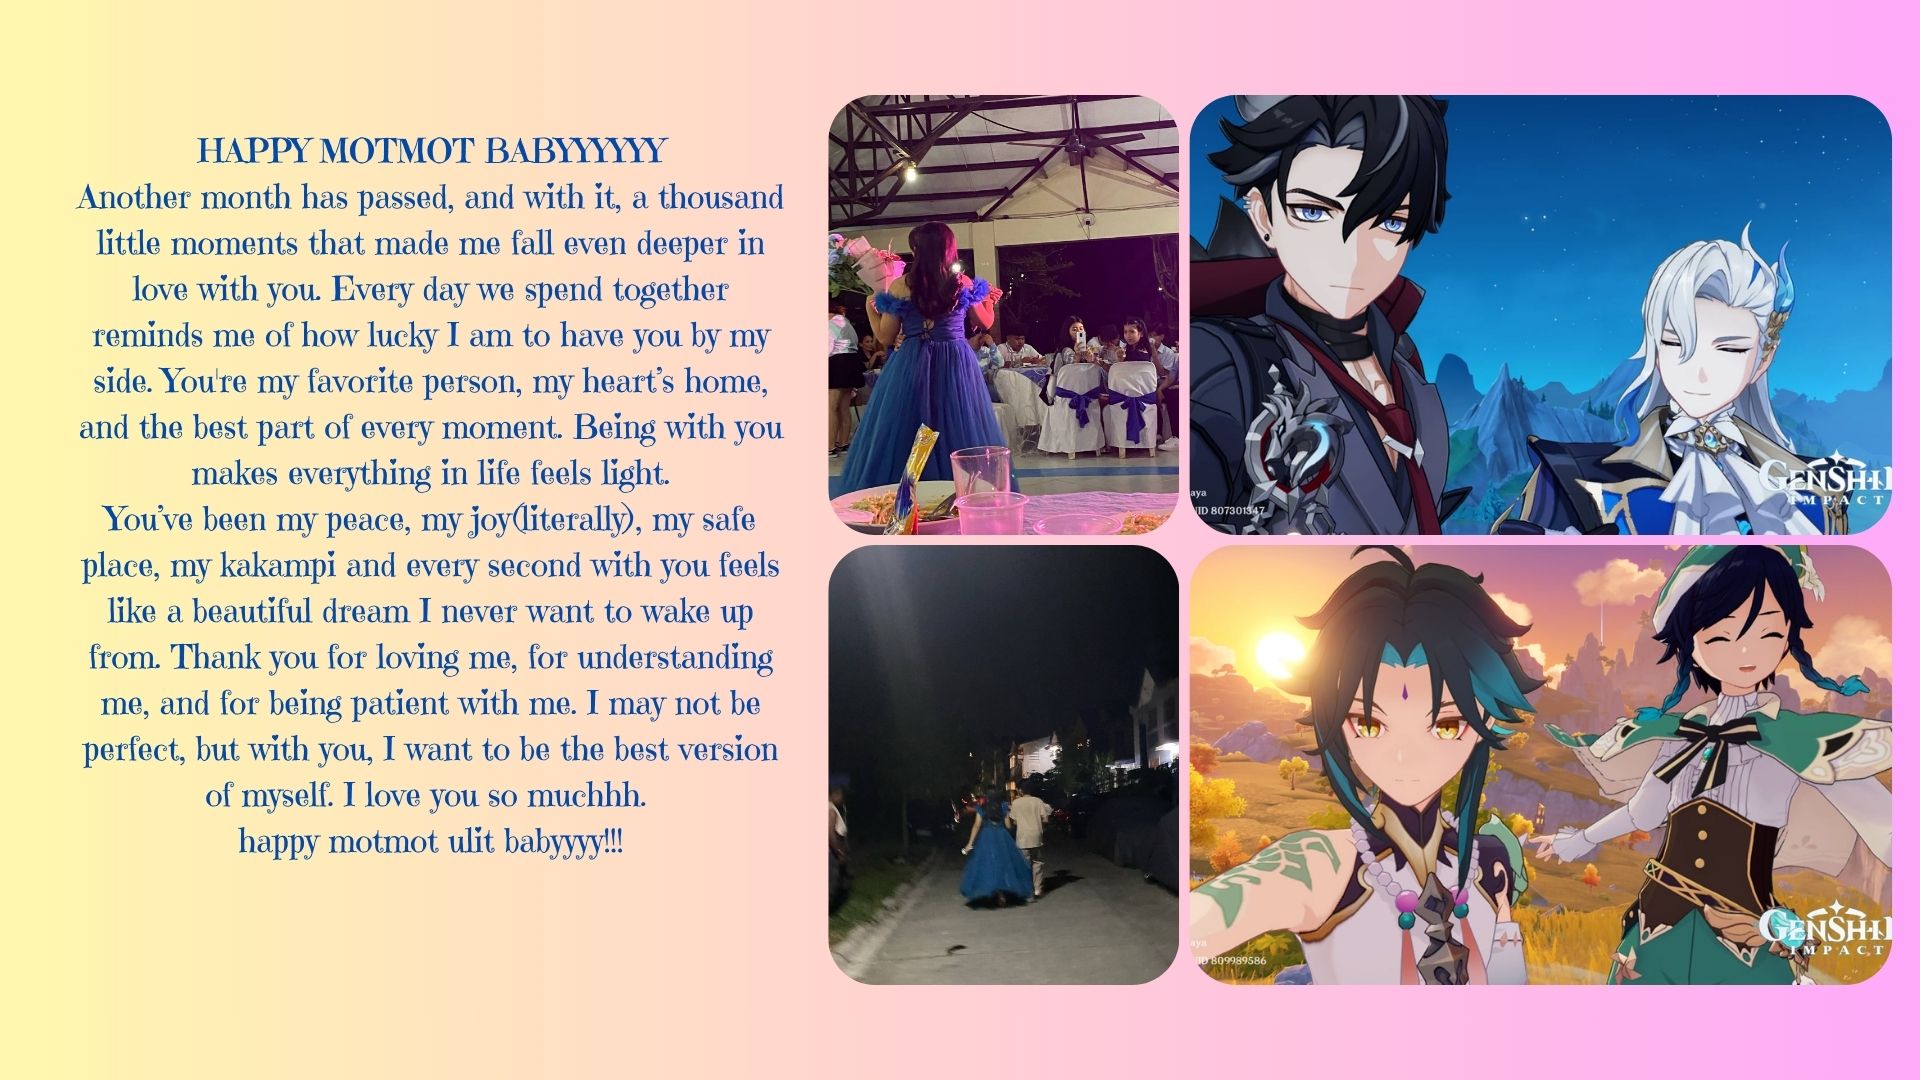 HAPPY MOTMOT BABYYYYYY
Another month has passed, and with it, a thousand
little moments that made me fall even deeper in
love with you. Every day we spend together
reminds me of how lucky I am to have you by my
side. You're my favorite person, my heart’s home,
and the best part of every moment. Being with you
makes everything in life feels light.
You’ve been my peace, my joy(literally), my safe
place, my kakampi and every second with you feels
like a beautiful dream I never want to wake up
from. Thank you for loving me, for understanding
me, and for being patient with me. I may not be
perfect, but with you, I want to be the best version
of myself. I love you so muchhh.
happy motmot ulit babyyyy!!!
GENSHIN
IMPACT
aya
UID 807301347
GENSHIN
IMPACT
aya
UID 809989586